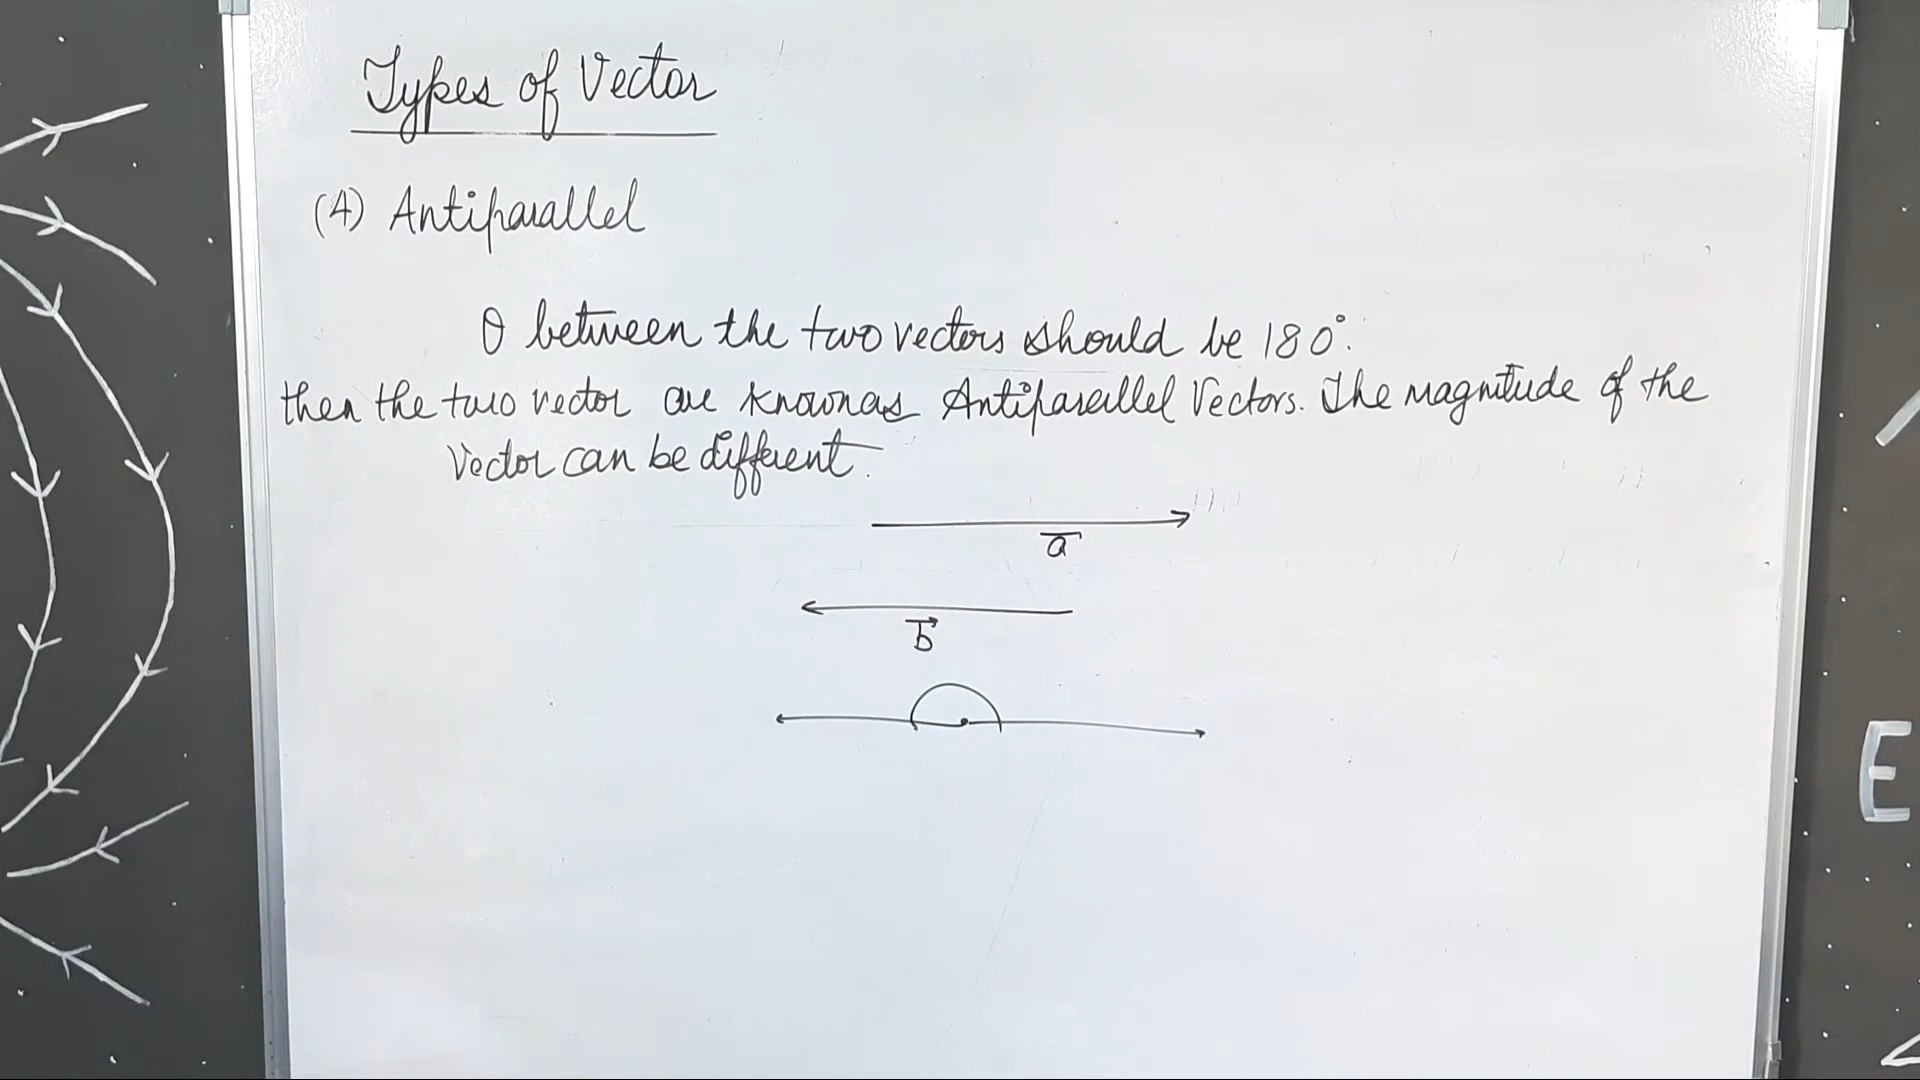 Types of Vector
(4) Antiparallel
θ between the two vectors should be 180°.
then the two vector are known as Antiparallel Vectors. The magnitude of the
Vector can be different.
a
b
E